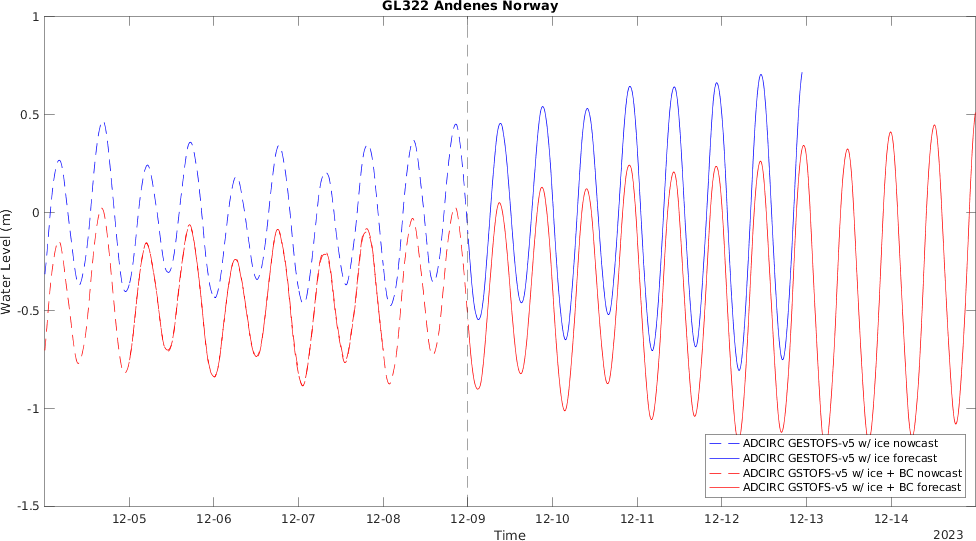 GL322 Andenes Norway
1
0.5
0
-0.5
-1
-1.5
Water Level (m)
12-05 12-06 12-07 12-08 12-09 12-10 12-11 12-12 12-13 12-14
Time
2023
ADCIRC GESTOFS-v5 w/ ice nowcast
ADCIRC GESTOFS-v5 w/ ice forecast
ADCIRC GSTOFS-v5 w/ ice + BC nowcast
ADCIRC GSTOFS-v5 w/ ice + BC forecast